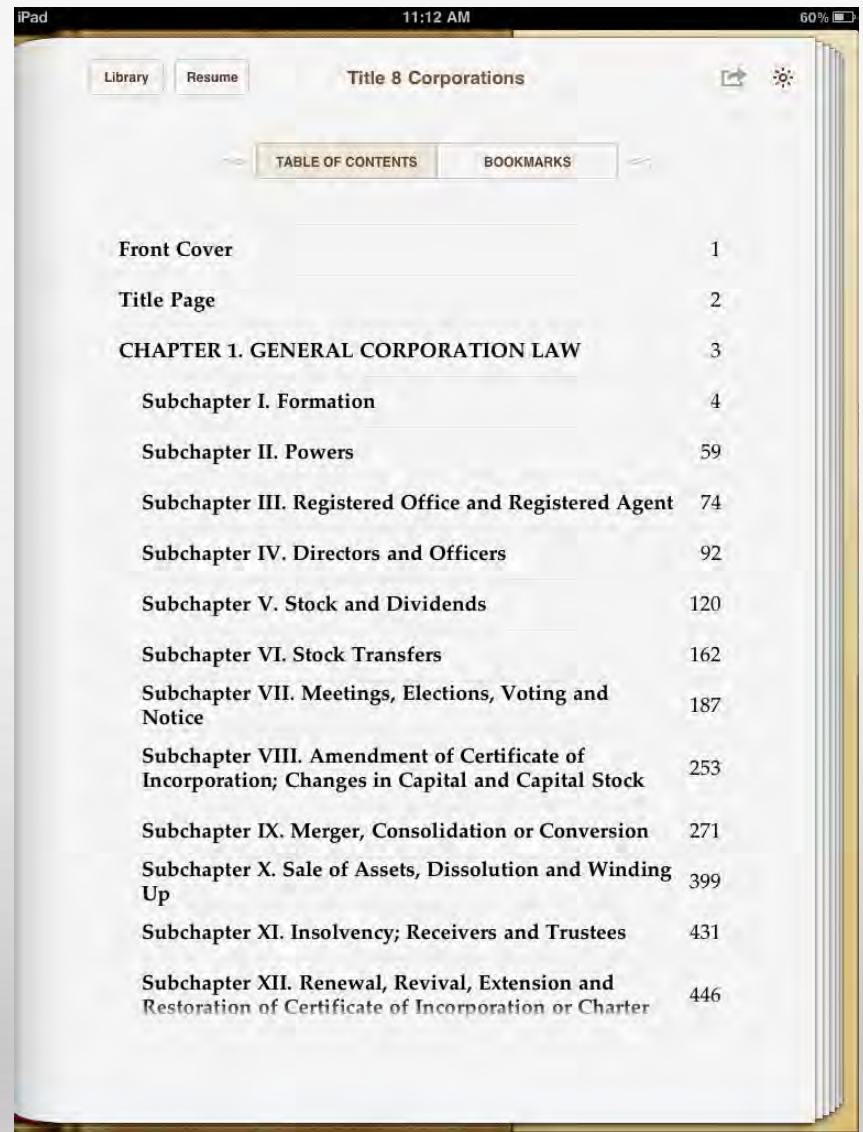 iPad 11:12 AM 60%
Library Resume Title 8 Corporations
TABLE OF CONTENTS BOOKMARKS
Front Cover 1
Title Page 2
CHAPTER 1. GENERAL CORPORATION LAW 3
Subchapter I. Formation 4
Subchapter II. Powers 59
Subchapter III. Registered Office and Registered Agent 74
Subchapter IV. Directors and Officers 92
Subchapter V. Stock and Dividends 120
Subchapter VI. Stock Transfers 162
Subchapter VII. Meetings, Elections, Voting and
Notice 187
Subchapter VIII. Amendment of Certificate of
Incorporation; Changes in Capital and Capital Stock 253
Subchapter IX. Merger, Consolidation or Conversion 271
Subchapter X. Sale of Assets, Dissolution and Winding
Up 399
Subchapter XI. Insolvency; Receivers and Trustees 431
Subchapter XII. Renewal, Revival, Extension and
Restoration of Certificate of Incorporation or Charter 446